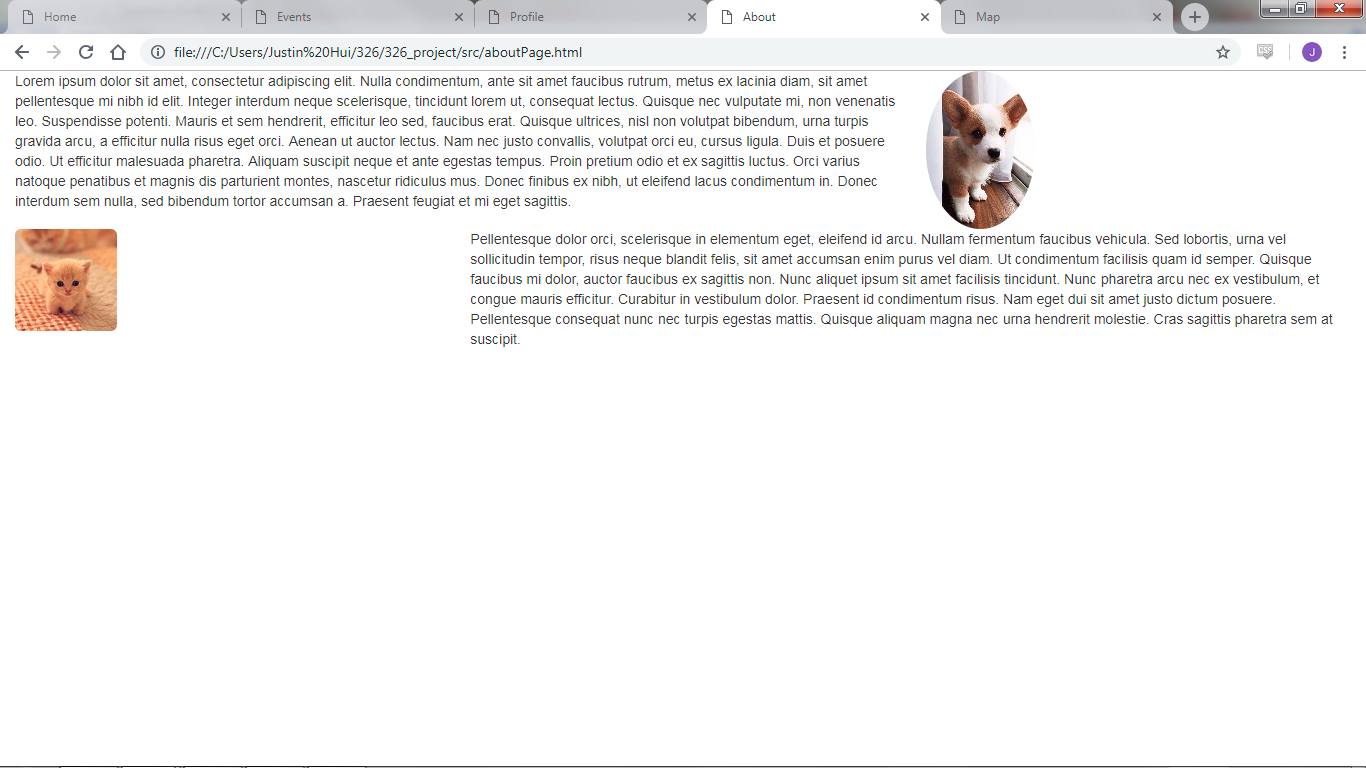 Home
Events
Profile
About
Map
file:///C:/Users/Justin%20Hui/326/326_project/src/aboutPage.html
CSS
J
Lorem ipsum dolor sit amet, consectetur adipiscing elit. Nulla condimentum, ante sit amet faucibus rutrum, metus ex lacinia diam, sit amet
pellentesque mi nibh id elit. Integer interdum neque scelerisque, tincidunt lorem ut, consequat lectus. Quisque nec vulputate mi, non venenatis
leo. Suspendisse potenti. Mauris et sem hendrerit, efficitur leo sed, faucibus erat. Quisque ultrices, nisl non volutpat bibendum, urna turpis
gravida arcu, a efficitur nulla risus eget orci. Aenean ut auctor lectus. Nam nec justo convallis, volutpat orci eu, cursus ligula. Duis et posuere
odio. Ut efficitur malesuada pharetra. Aliquam suscipit neque et ante egestas tempus. Proin pretium odio et ex sagittis luctus. Orci varius
natoque penatibus et magnis dis parturient montes, nascetur ridiculus mus. Donec finibus ex nibh, ut eleifend lacus condimentum in. Donec
interdum sem nulla, sed bibendum tortor accumsan a. Praesent feugiat et mi eget sagittis.
Pellentesque dolor orci, scelerisque in elementum eget, eleifend id arcu. Nullam fermentum faucibus vehicula. Sed lobortis, urna vel
sollicitudin tempor, risus neque blandit felis, sit amet accumsan enim purus vel diam. Ut condimentum facilisis quam id semper. Quisque
faucibus mi dolor, auctor faucibus ex sagittis non. Nunc aliquet ipsum sit amet facilisis tincidunt. Nunc pharetra arcu nec ex vestibulum, et
congue mauris efficitur. Curabitur in vestibulum dolor. Praesent id condimentum risus. Nam eget dui sit amet justo dictum posuere.
Pellentesque consequat nunc nec turpis egestas mattis. Quisque aliquam magna nec urna hendrerit molestie. Cras sagittis pharetra sem at
suscipit.